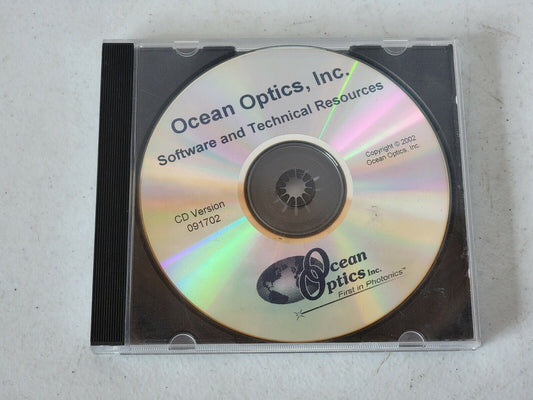 Ocean Optics, Inc.
Software and Technical Resources
Copyright © 2002
Ocean Optics, Inc.
CD Version
091702
Ocean
Optics Inc.
First in Photonics™